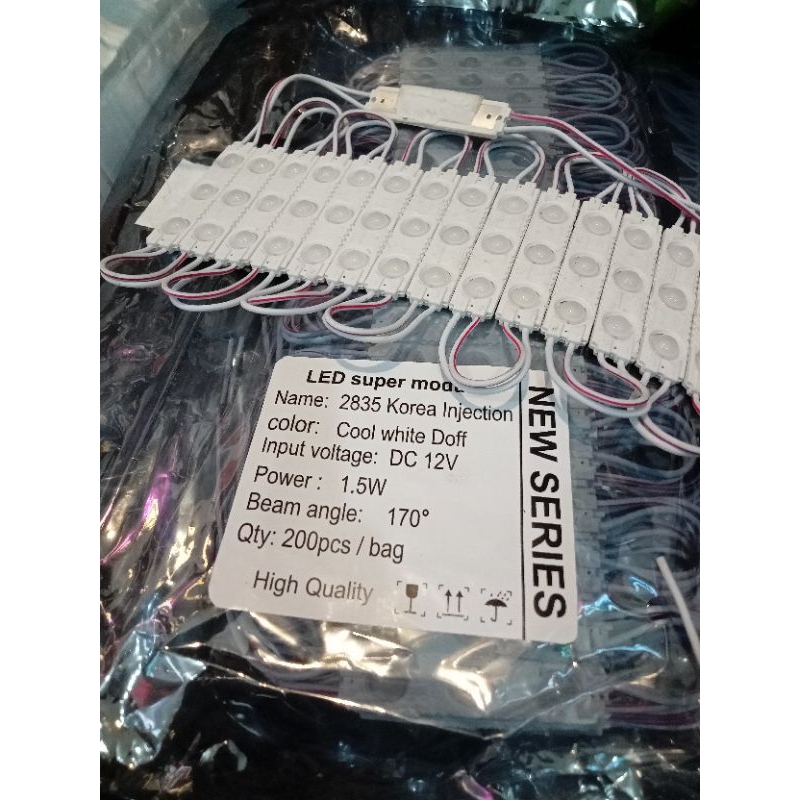 LED super modu
Name: 2835 Korea Injection
color: Cool white Doff
Input voltage: DC 12V
Power : 1.5W
Beam angle: 170°
Qty: 200pcs / bag
High Quality
NEW SERIES